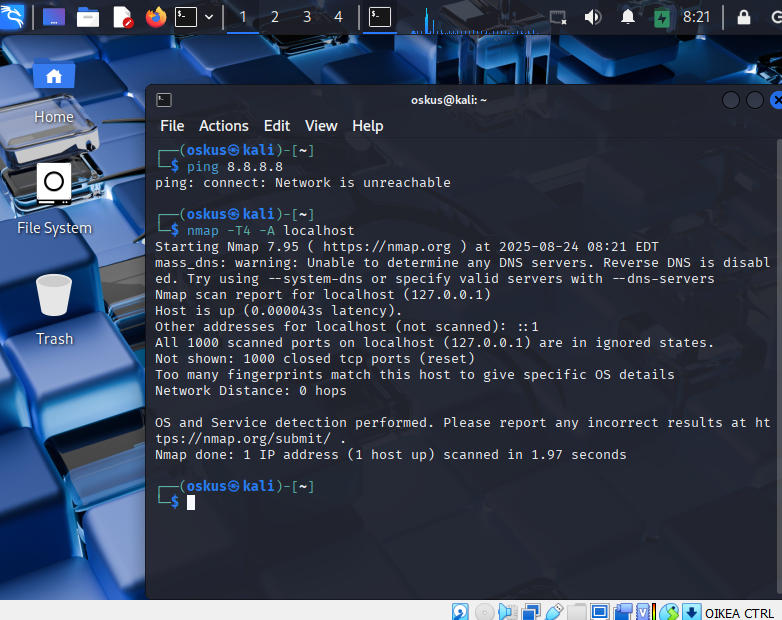 1 2 3 4 8:21
oskus@kali: ~
File Actions Edit View Help
Home
File System
Trash
┌──(oskus㉿kali)-[~]
└─$ ping 8.8.8.8
ping: connect: Network is unreachable
┌──(oskus㉿kali)-[~]
└─$ nmap -T4 -A localhost
Starting Nmap 7.95 ( https://nmap.org ) at 2025-08-24 08:21 EDT
mass_dns: warning: Unable to determine any DNS servers. Reverse DNS is disabl
ed. Try using --system-dns or specify valid servers with --dns-servers
Nmap scan report for localhost (127.0.0.1)
Host is up (0.000043s latency).
Other addresses for localhost (not scanned): ::1
All 1000 scanned ports on localhost (127.0.0.1) are in ignored states.
Not shown: 1000 closed tcp ports (reset)
Too many fingerprints match this host to give specific OS details
Network Distance: 0 hops
OS and Service detection performed. Please report any incorrect results at ht
tps://nmap.org/submit/ .
Nmap done: 1 IP address (1 host up) scanned in 1.97 seconds
┌──(oskus㉿kali)-[~]
└─$
OIKEA CTRL